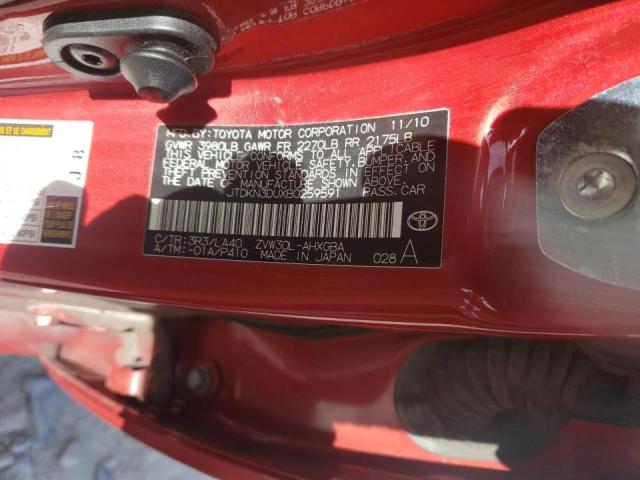 MFD.BY:TOYOTA MOTOR CORPORATION 11/10
GVWR 3980LB GAWR FR 2270LB RR 2175LB
THIS VEHICLE CONFORMS TO ALL APPLICABLE
FEDERAL MOTOR VEHICLE SAFETY, BUMPER, AND
THEFT PREVENTION STANDARDS IN EFFECT ON
THE DATE OF MANUFACTURE SHOWN ABOVE.
JTDKN3DUXB0259591 PASS.CAR
C/TR:3R3/LA40 ZVW30L-AHXGBA
A/TM:-01A/P410 MADE IN JAPAN 028 A
TOYOTA
J 8